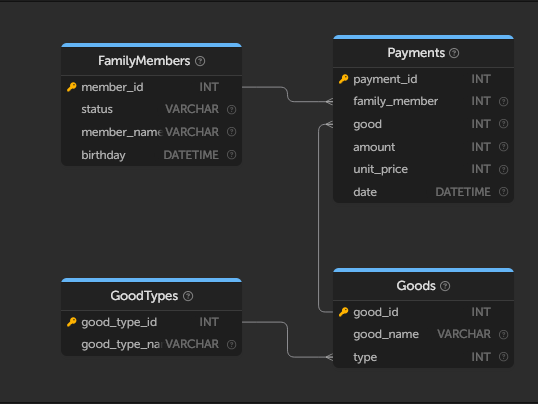 FamilyMembers ?
member_id INT
status VARCHAR ?
member_name VARCHAR ?
birthday DATETIME ?
Payments ?
payment_id INT
family_member INT ?
good INT ?
amount INT ?
unit_price INT ?
date DATETIME ?
GoodTypes ?
good_type_id INT
good_type_na VARCHAR ?
Goods ?
good_id INT
good_name VARCHAR ?
type INT ?